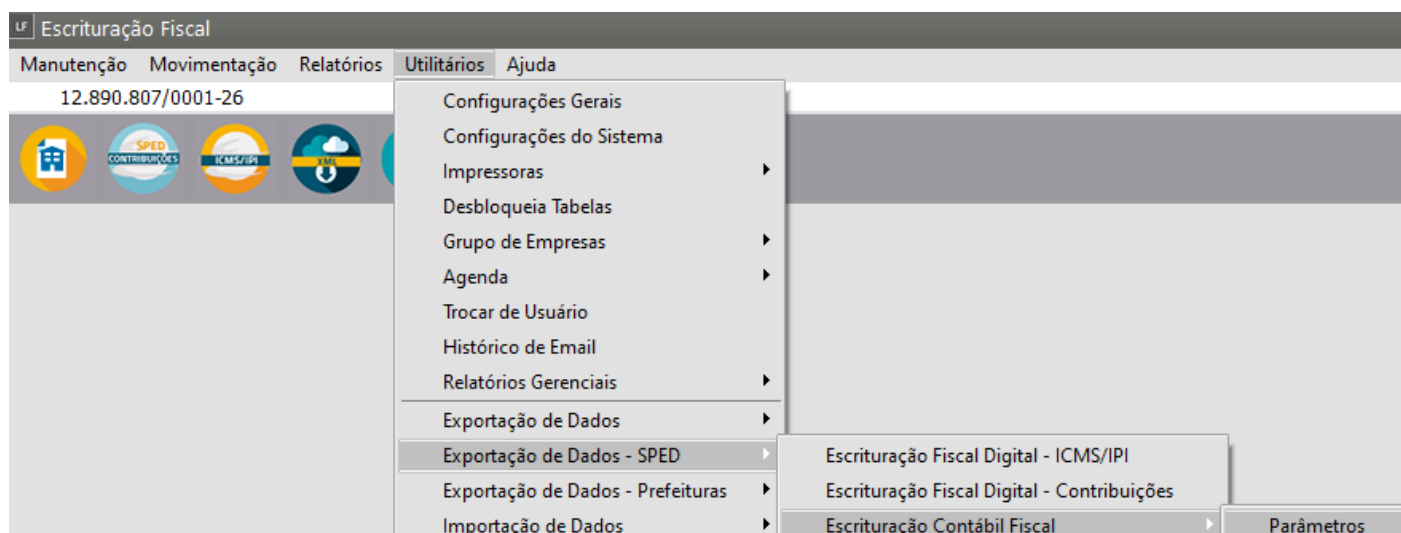 LF Escrituração Fiscal
Manutenção Movimentação Relatórios Utilitários Ajuda
12.890.807/0001-26
SPED
CONTRIBUIÇÕES
ICMS/IPI
XML
Configurações Gerais
Configurações do Sistema
Impressoras
Desbloqueia Tabelas
Grupo de Empresas
Agenda
Trocar de Usuário
Histórico de Email
Relatórios Gerenciais
Exportação de Dados
Exportação de Dados - SPED
Exportação de Dados - Prefeituras
Importação de Dados
Escrituração Fiscal Digital - ICMS/IPI
Escrituração Fiscal Digital - Contribuições
Escrituração Contábil Fiscal
Parâmetros